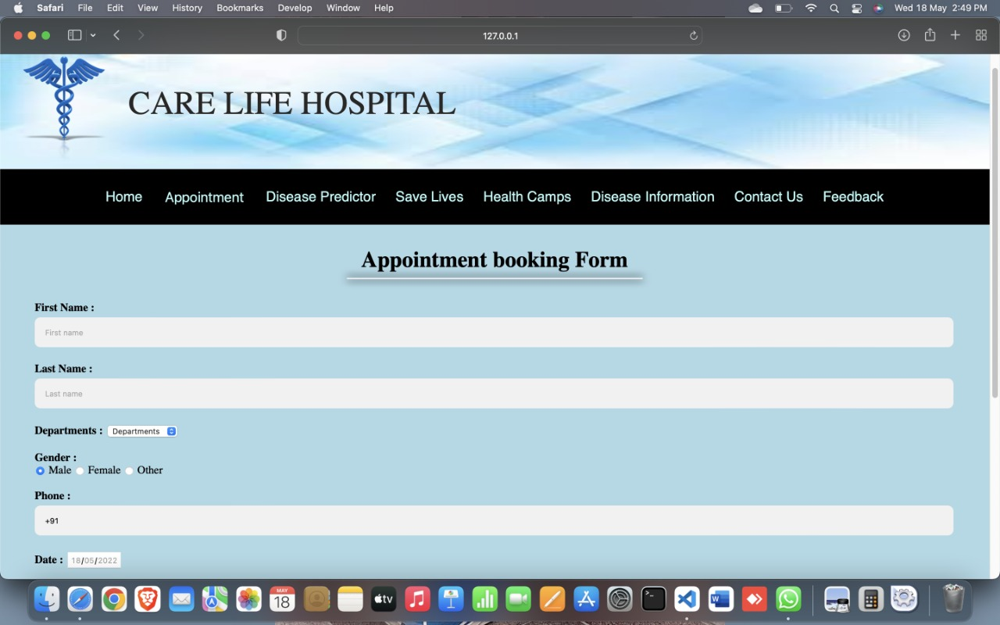 Safari File Edit View History Bookmarks Develop Window Help Wed 18 May 2:49 PM
127.0.0.1
CARE LIFE HOSPITAL
Home Appointment Disease Predictor Save Lives Health Camps Disease Information Contact Us Feedback
Appointment booking Form
First Name :
First name
Last Name :
Last name
Departments : Departments
Gender :
Male Female Other
Phone :
+91
Date : 18/05/2022
MAY
18
tv
W